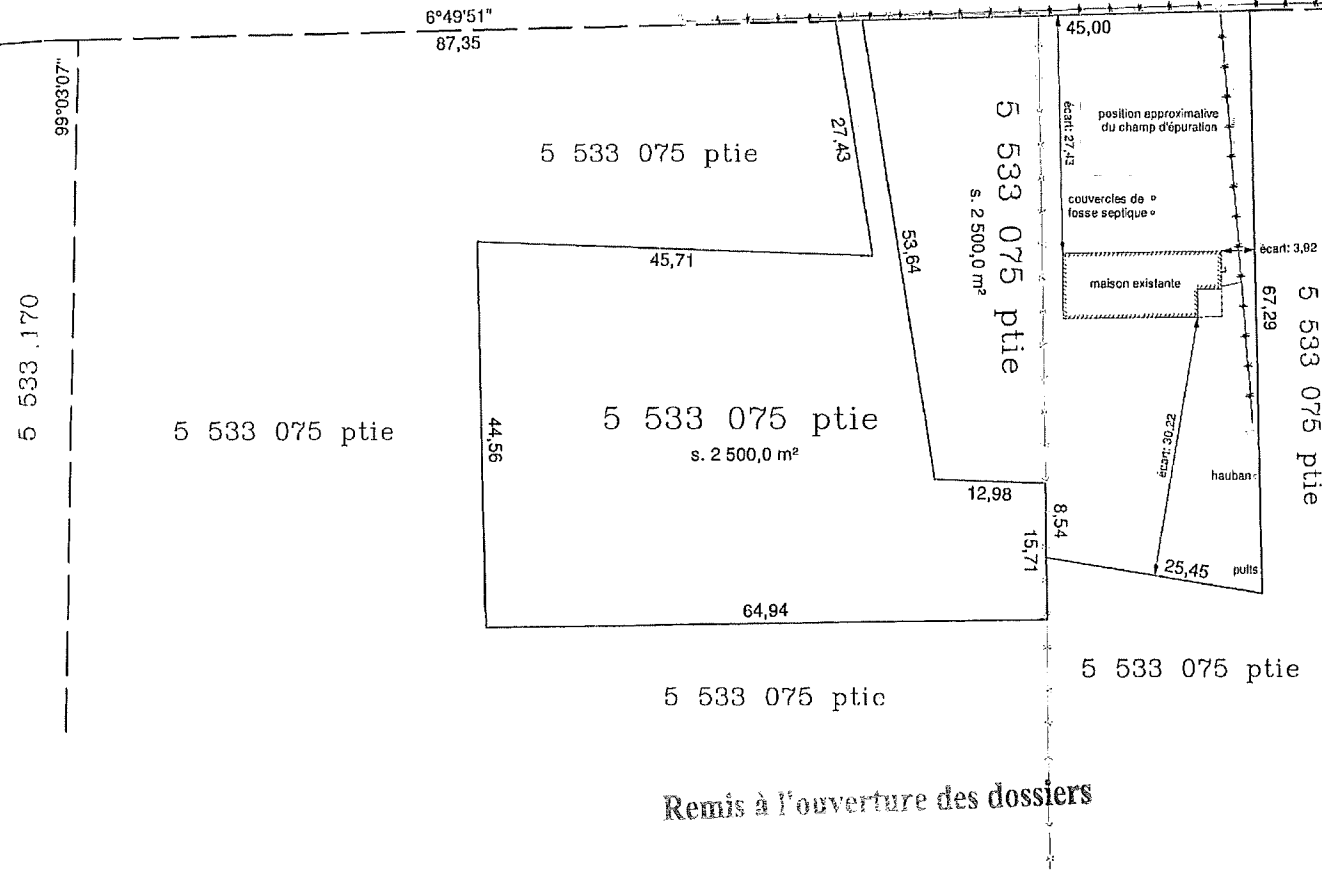 6°49'51"
87,35
45,00
99°03'07"
5 533 170
5 533 075 ptie
27,43
53,64
45,71
5 533 075 ptie
s. 2 500,0 m²
écart: 27,43
position approximative
du champ d'épuration
couvercles de
fosse septique
maison existante
écart: 3,92
67,29
5 533 075 ptie
5 533 075 ptie
44,56
5 533 075 ptie
s. 2 500,0 m²
12,98
8,54
15,71
écart: 30,22
hauban
puits
25,45
64,94
5 533 075 ptie
5 533 075 ptie
Remis à l'ouverture des dossiers